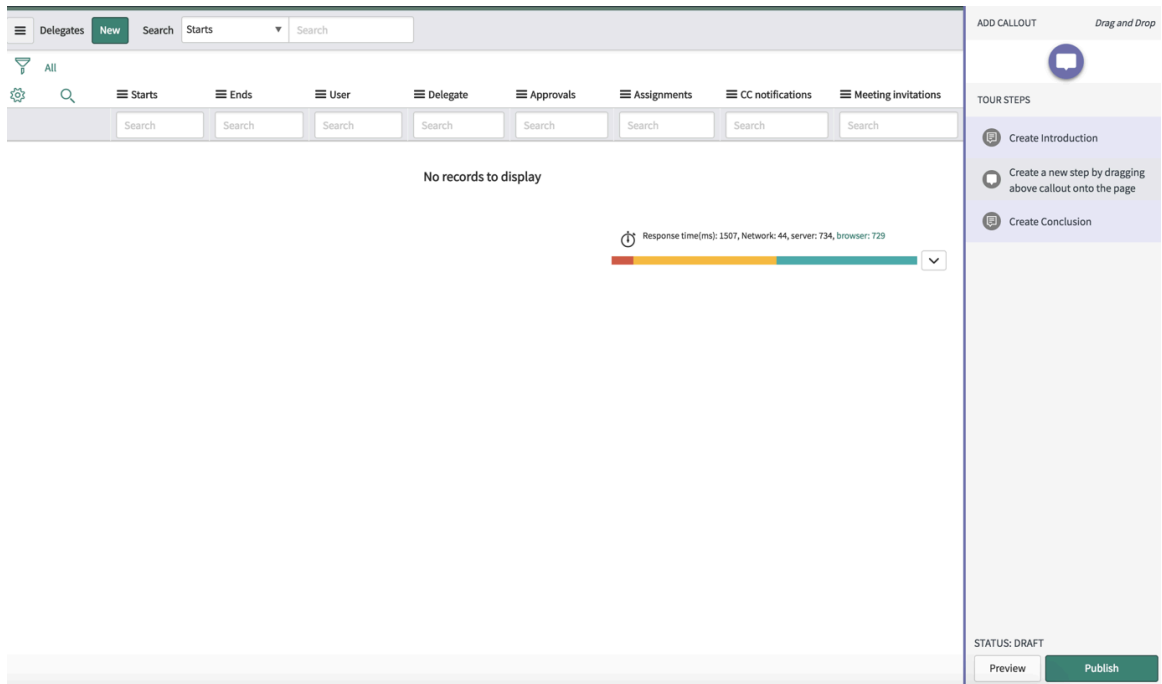 Delegates New Search Starts Search
All
Starts Ends User Delegate Approvals Assignments CC notifications Meeting invitations
Search Search Search Search Search Search Search Search
No records to display
Response time(ms): 1507, Network: 44, server: 734, browser: 729
ADD CALLOUT Drag and Drop
TOUR STEPS
Create Introduction
Create a new step by dragging
above callout onto the page
Create Conclusion
STATUS: DRAFT
Preview Publish